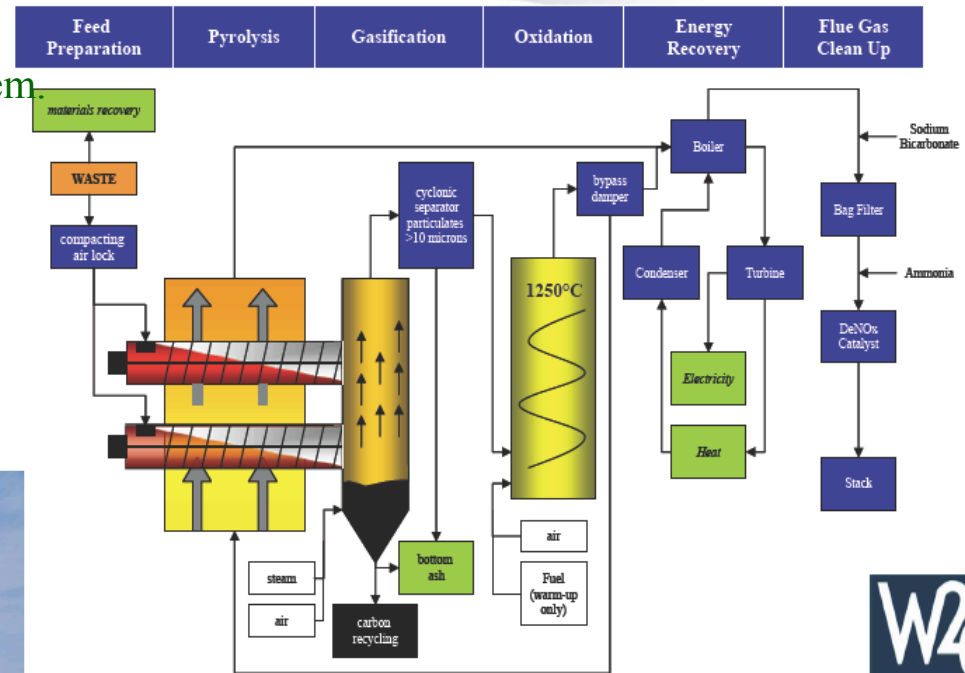 Feed
Preparation
Pyrolysis
Gasification
Oxidation
Energy
Recovery
Flue Gas
Clean Up
em.
materials recovery
WASTE
compacting
air lock
cyclonic
separator
particulates
>10 microns
bypass
damper
Boiler
Sodium
Bicarbonate
Bag Filter
1250°C
Condenser
Turbine
Ammonia
DeNOx
Catalyst
Electricity
Heat
Stack
steam
air
bottom
ash
carbon
recycling
air
Fuel
(warm-up
only)